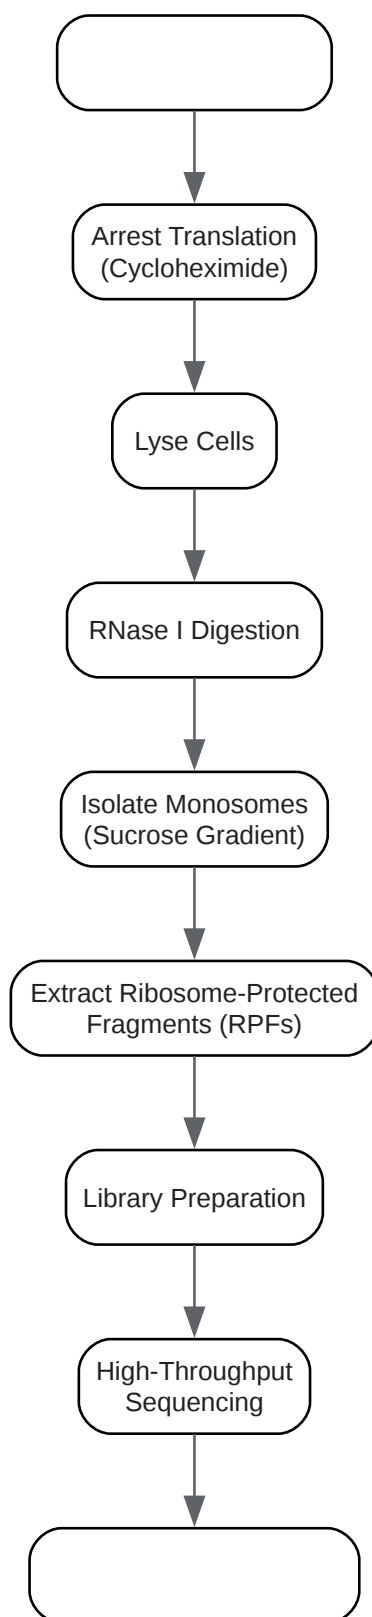 Arrest Translation
(Cycloheximide)
Lyse Cells
RNase I Digestion
Isolate Monosomes
(Sucrose Gradient)
Extract Ribosome-Protected
Fragments (RPFs)
Library Preparation
High-Throughput
Sequencing